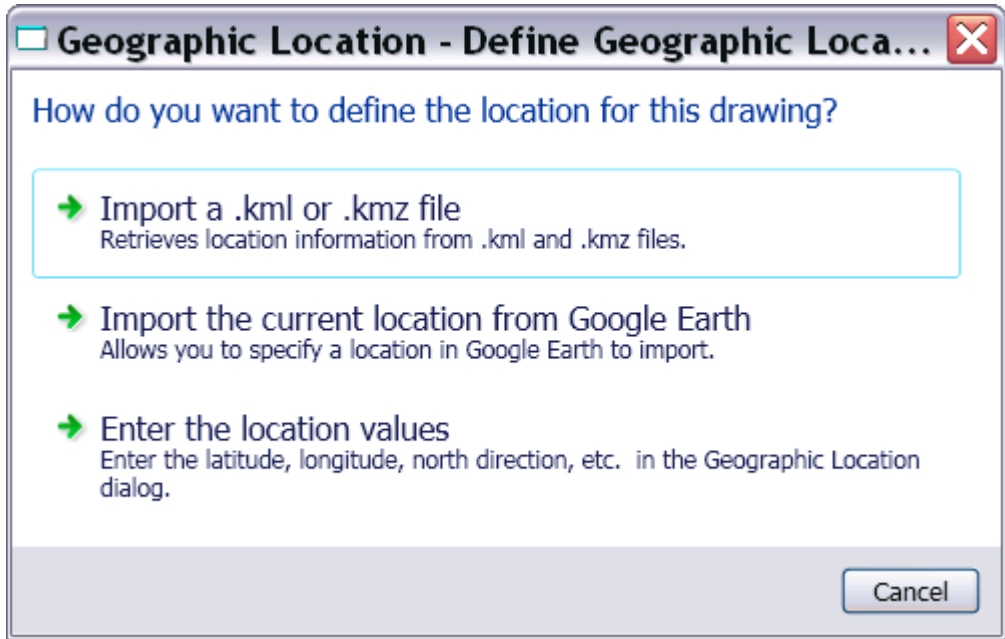 Geographic Location - Define Geographic Loca...
How do you want to define the location for this drawing?
Import a .kml or .kmz file
Retrieves location information from .kml and .kmz files.
Import the current location from Google Earth
Allows you to specify a location in Google Earth to import.
Enter the location values
Enter the latitude, longitude, north direction, etc.  in the Geographic Location
dialog.
Cancel